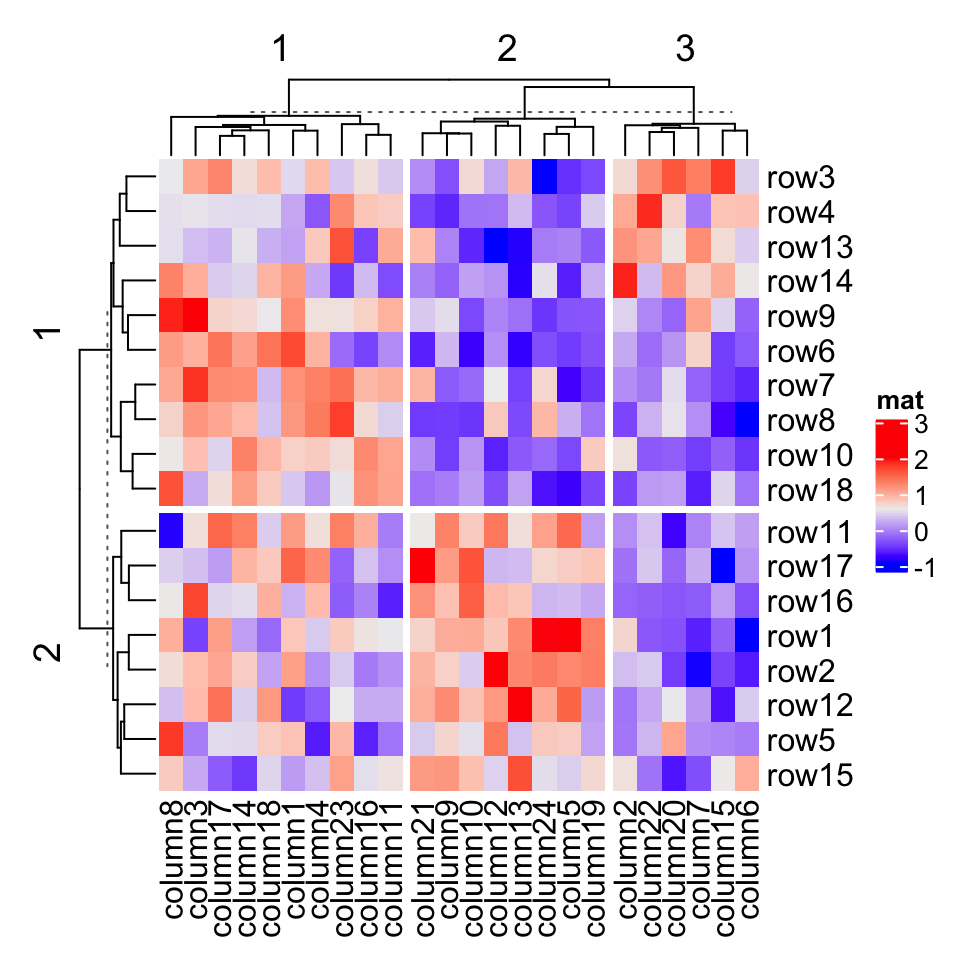 1 2 3
1
2
row3
row4
row13
row14
row9
row6
row7
row8
row10
row18
row11
row17
row16
row1
row2
row12
row5
row15
column8
column3
column17
column14
column18
column1
column4
column23
column16
column11
column21
column9
column10
column12
column13
column24
column5
column19
column2
column22
column20
column7
column15
column6
mat
3
2
1
0
-1